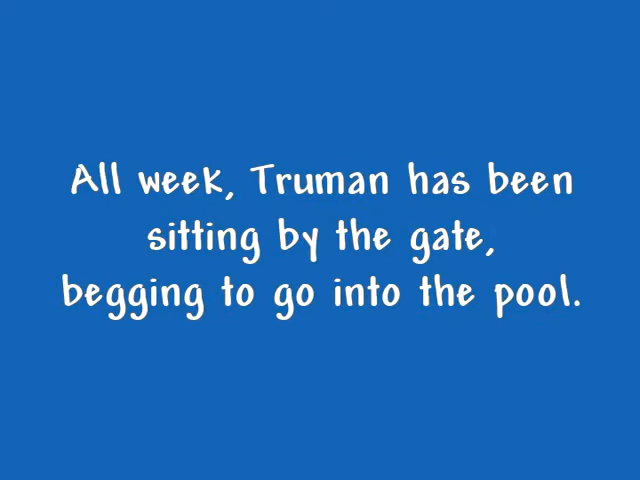 All week, Truman has been
sitting by the gate,
begging to go into the pool.